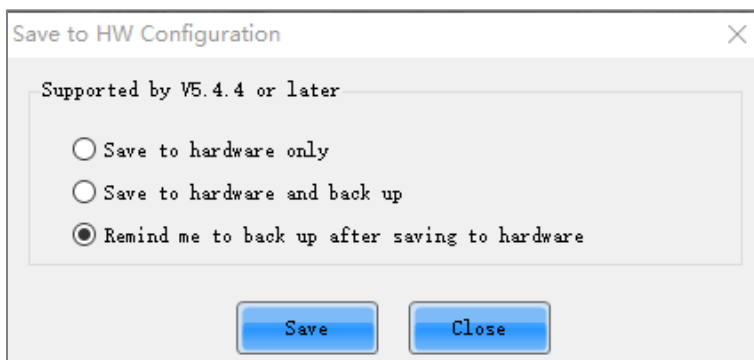 Save to HW Configuration
Supported by V5.4.4 or later
Save to hardware only
Save to hardware and back up
Remind me to back up after saving to hardware
Save
Close